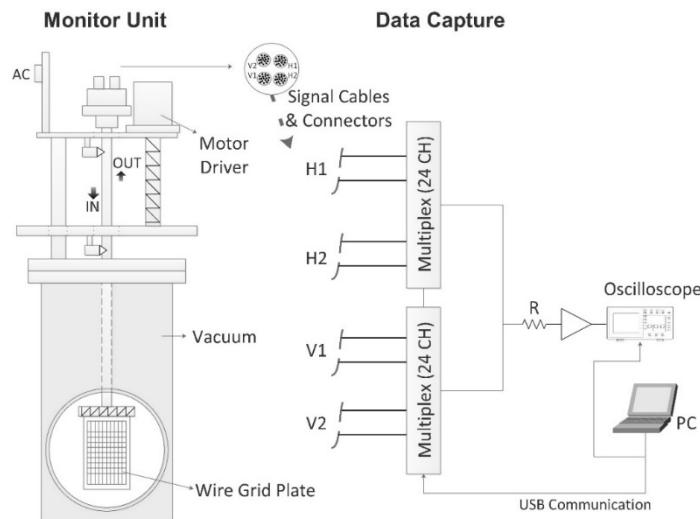 Monitor Unit
Data Capture
AC
V2 H1
V1 H2
Signal Cables
& Connectors
Motor
Driver
OUT
IN
H1
H2
Multiplex (24 CH)
V1
V2
Multiplex (24 CH)
R
Oscilloscope
Vacuum
PC
Wire Grid Plate
USB Communication